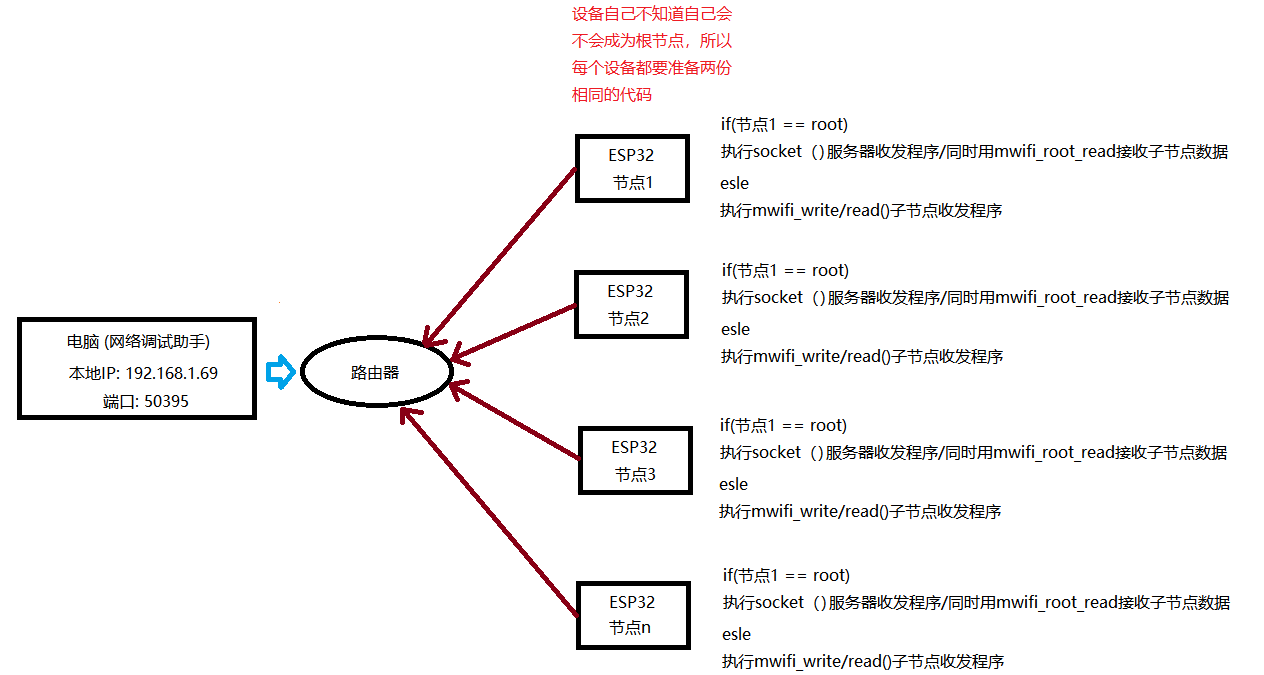 设备自己不知道自己会
不会成为根节点，所以
每个设备都要准备两份
相同的代码
if(节点1 == root)
ESP32
节点1
执行socket（)服务器收发程序/同时用mwifi_root_read接收子节点数据
esle
执行mwifi_write/read()子节点收发程序
if(节点1 == root)
ESP32
节点2
执行socket（)服务器收发程序/同时用mwifi_root_read接收子节点数据
esle
执行mwifi_write/read()子节点收发程序
电脑 (网络调试助手)
本地IP: 192.168.1.69
端口: 50395
路由器
if(节点1 == root)
ESP32
节点3
执行socket（)服务器收发程序/同时用mwifi_root_read接收子节点数据
esle
执行mwifi_write/read()子节点收发程序
if(节点1 == root)
ESP32
节点n
执行socket（)服务器收发程序/同时用mwifi_root_read接收子节点数据
esle
执行mwifi_write/read()子节点收发程序